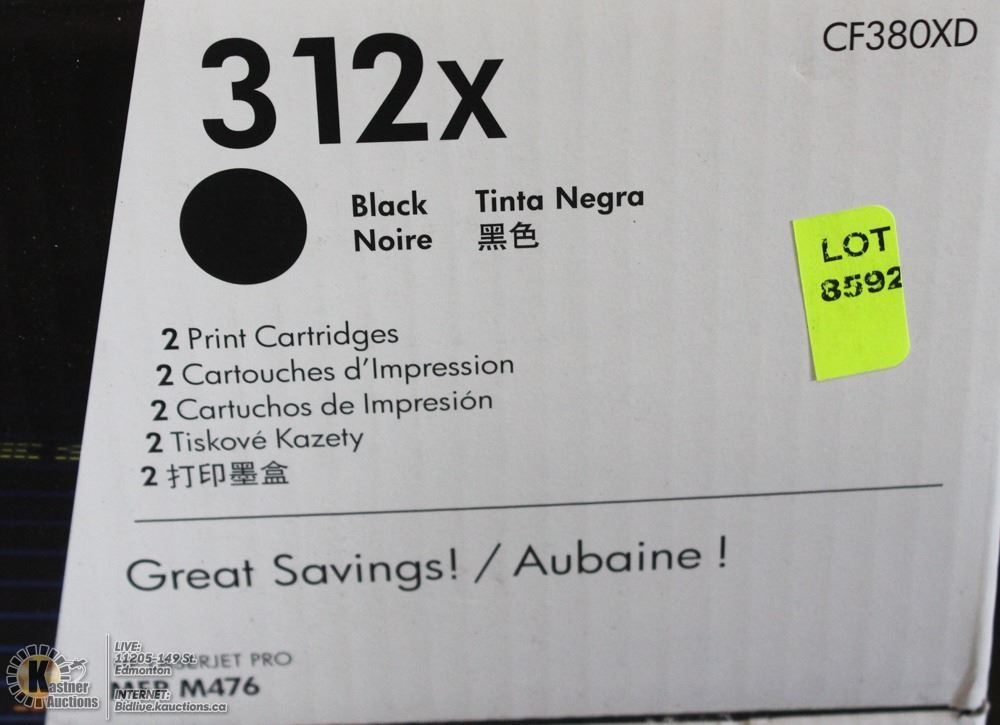 312x
CF380XD
Black Tinta Negra
Noire 黑色
LOT
8592
2 Print Cartridges
2 Cartouches d'Impression
2 Cartuchos de Impresión
2 Tiskové Kazety
2 打印墨盒
Great Savings! / Aubaine !
PRO
MFP M476
Kastner
Auctions
LIVE:
11205-149 St.
Edmonton
INTERNET:
Bidlive.kauctions.ca